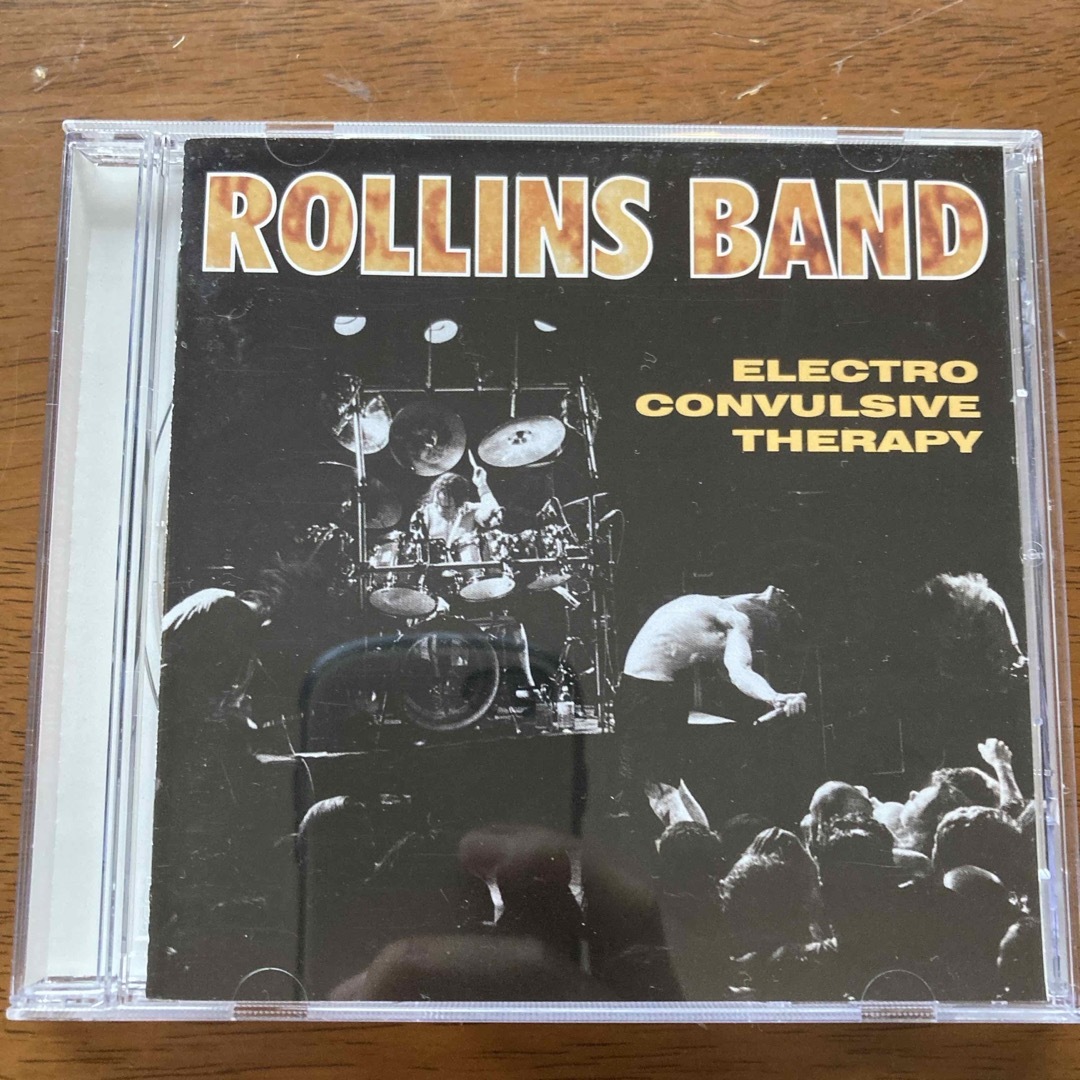 ROLLINS BAND
ELECTRO
CONVULSIVE
THERAPY